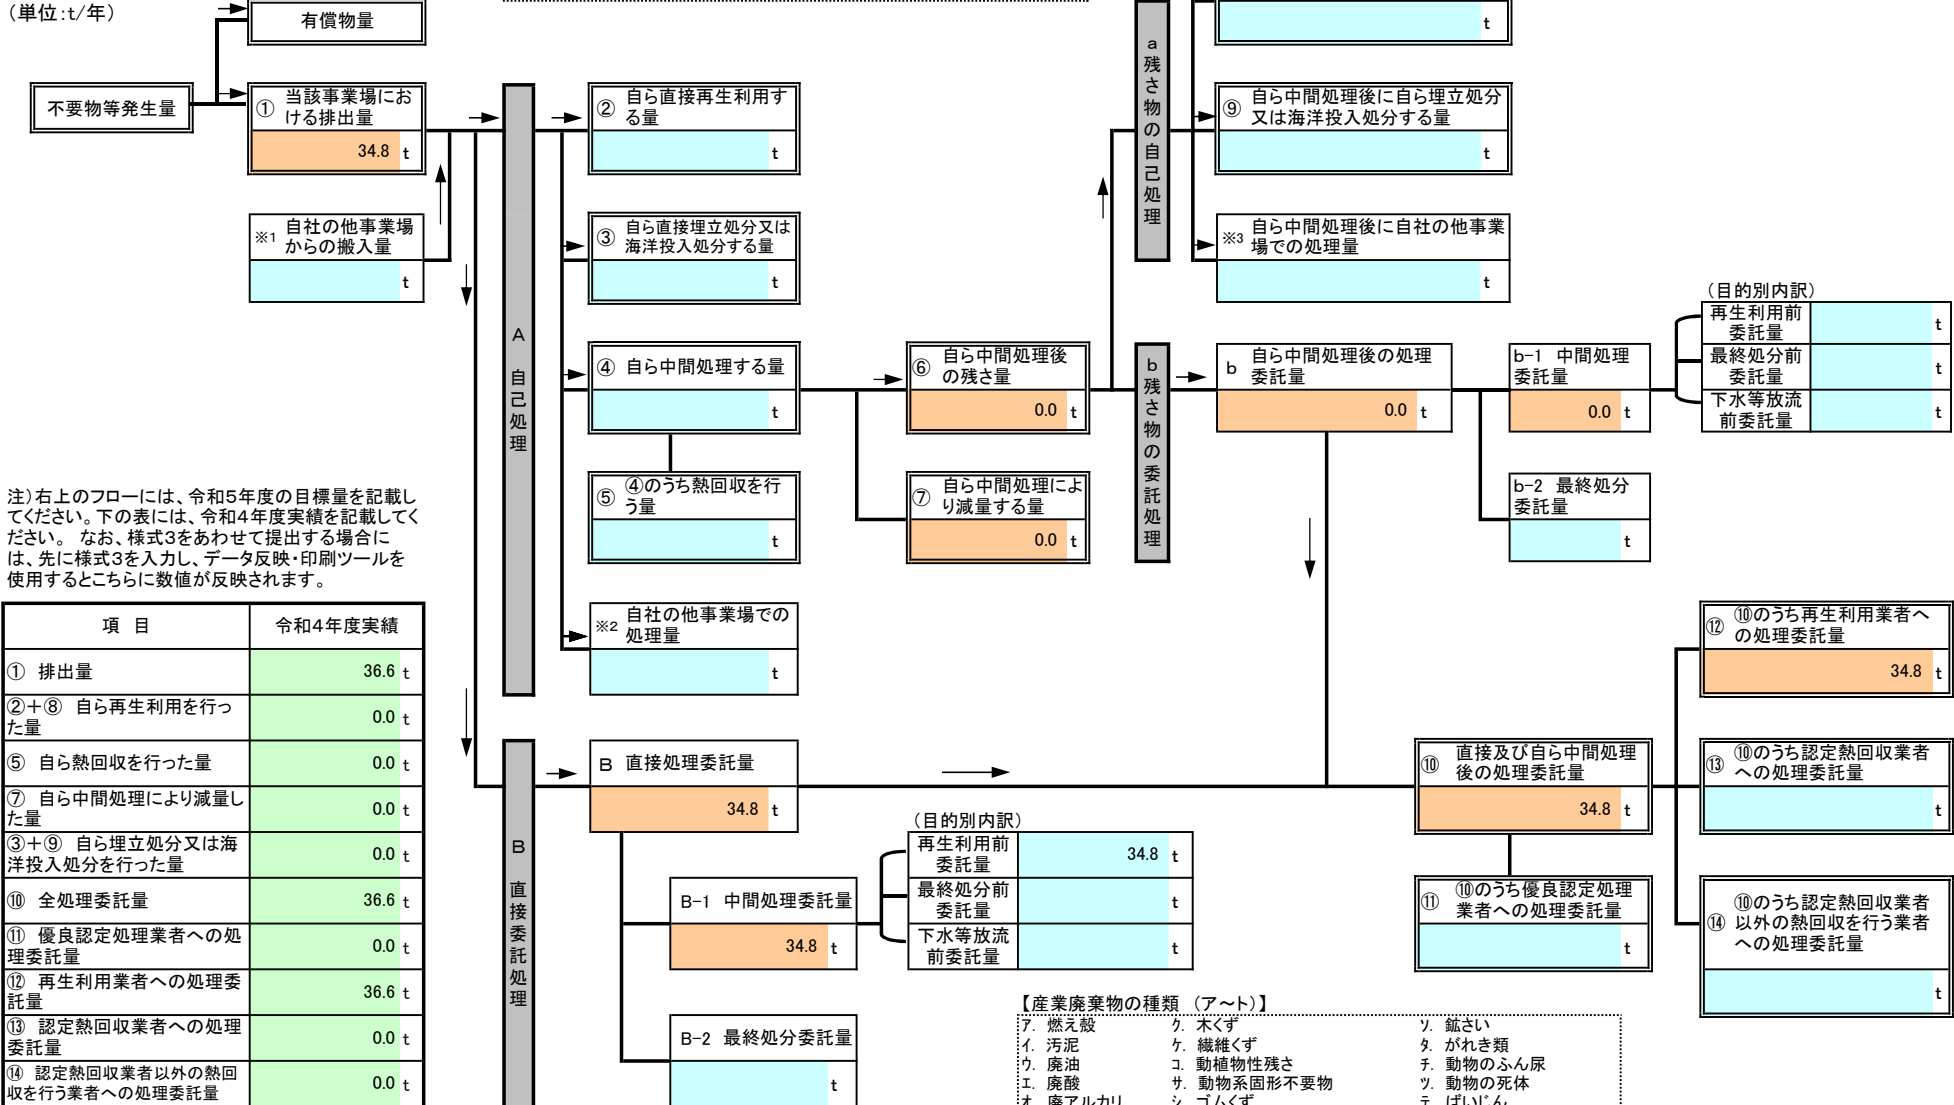 （単位：t/年）
有償物量
t
不要物等発生量
① 当該事業場にお
ける排出量
34.8 t
※1 自社の他事業場
からの搬入量
t
A 自己処理
② 自ら直接再生利用す
る量
t
③ 自ら直接埋立処分又は
海洋投入処分する量
t
④ 自ら中間処理する量
t
⑤ ④のうち熱回収を行
う量
t
※2 自社の他事業場での
処理量
t
⑥ 自ら中間処理後
の残さ量
0.0 t
⑦ 自ら中間処理によ
り減量する量
0.0 t
a 残さ物の自己処理
⑨ 自ら中間処理後に自ら埋立処分
又は海洋投入処分する量
t
※3 自ら中間処理後に自社の他事業
場での処理量
t
b 残さ物の委託処理
b 自ら中間処理後の処理
委託量
0.0 t
b-1 中間処理
委託量
0.0 t
b-2 最終処分
委託量
t
（目的別内訳）
再生利用前
委託量
t
最終処分前
委託量
t
下水等放流
前委託量
t
注）右上のフローには、令和５年度の目標量を記載し
てください。下の表には、令和４年度実績を記載してく
ださい。 なお、様式３をあわせて提出する場合に
は、先に様式３を入力し、データ反映・印刷ツールを
使用するとこちらに数値が反映されます。
項 目 令和４年度実績
① 排出量 36.6 t
②＋⑧ 自ら再生利用を行っ
た量 0.0 t
⑤ 自ら熱回収を行った量 0.0 t
⑦ 自ら中間処理により減量し
た量 0.0 t
③＋⑨ 自ら埋立処分又は海
洋投入処分を行った量 0.0 t
⑩ 全処理委託量 36.6 t
⑪ 優良認定処理業者への処
理委託量 0.0 t
⑫ 再生利用業者への処理委
託量 36.6 t
⑬ 認定熱回収業者への処理
委託量 0.0 t
⑭ 認定熱回収業者以外の熱回
収を行う業者への処理委託量 0.0 t
B 直接委託処理
B 直接処理委託量
34.8 t
B-1 中間処理委託量
34.8 t
B-2 最終処分委託量
t
（目的別内訳）
再生利用前
委託量
34.8 t
最終処分前
委託量
t
下水等放流
前委託量
t
⑩ 直接及び自ら中間処理
後の処理委託量
34.8 t
⑪ ⑩のうち優良認定処理
業者への処理委託量
t
⑫ ⑩のうち再生利用業者へ
の処理委託量
34.8 t
⑬ ⑩のうち認定熱回収業者
への処理委託量
t
⑭ ⑩のうち認定熱回収業者
以外の熱回収を行う業者
への処理委託量
t
【産業廃棄物の種類 （ア～ト）】
ア. 燃え殻 ク. 木くず ソ. 鉱さい
イ. 汚泥 ケ. 繊維くず タ. がれき類
ウ. 廃油 コ. 動植物性残さ チ. 動物のふん尿
エ. 廃酸 サ. 動物系固形不要物 ツ. 動物の死体
オ. 廃アルカリ シ. ゴムくず テ. ばいじん